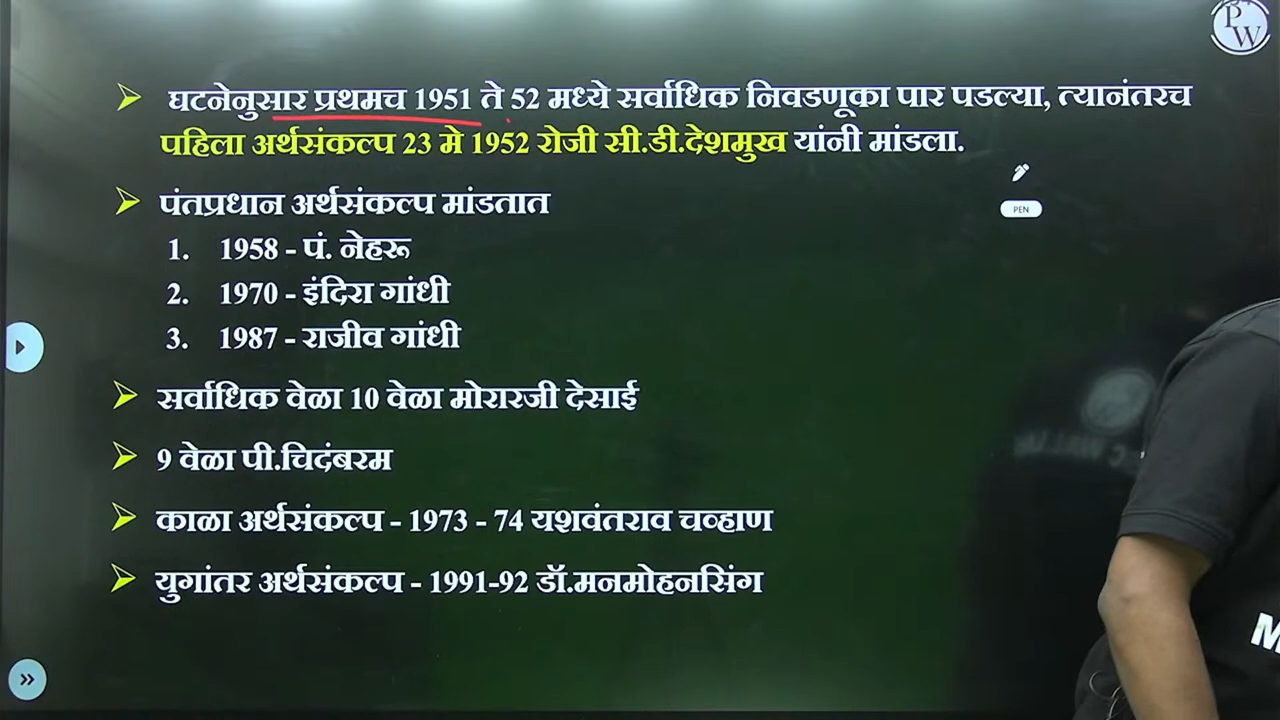 PW
घटनेनुसार प्रथमच 1951 ते 52 मध्ये सर्वाधिक निवडणूका पार पडल्या, त्यानंतरच
पहिला अर्थसंकल्प 23 मे 1952 रोजी सी.डी.देशमुख यांनी मांडला.
PEN
पंतप्रधान अर्थसंकल्प मांडतात
1. 1958 - पं. नेहरू
2. 1970 - इंदिरा गांधी
3. 1987 - राजीव गांधी
सर्वाधिक वेळा 10 वेळा मोरारजी देसाई
9 वेळा पी.चिदंबरम
काळा अर्थसंकल्प - 1973 - 74 यशवंतराव चव्हाण
युगांतर अर्थसंकल्प - 1991-92 डॉ.मनमोहनसिंग